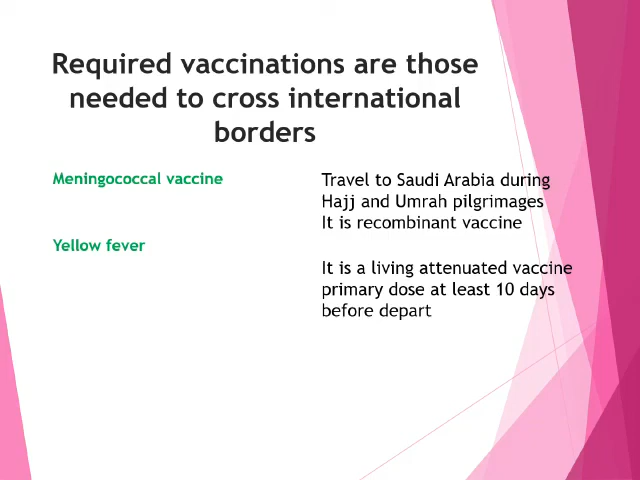 Required vaccinations are those
needed to cross international
borders
Meningococcal vaccine
Travel to Saudi Arabia during
Hajj and Umrah pilgrimages
It is recombinant vaccine
Yellow fever
It is a living attenuated vaccine
primary dose at least 10 days
before depart